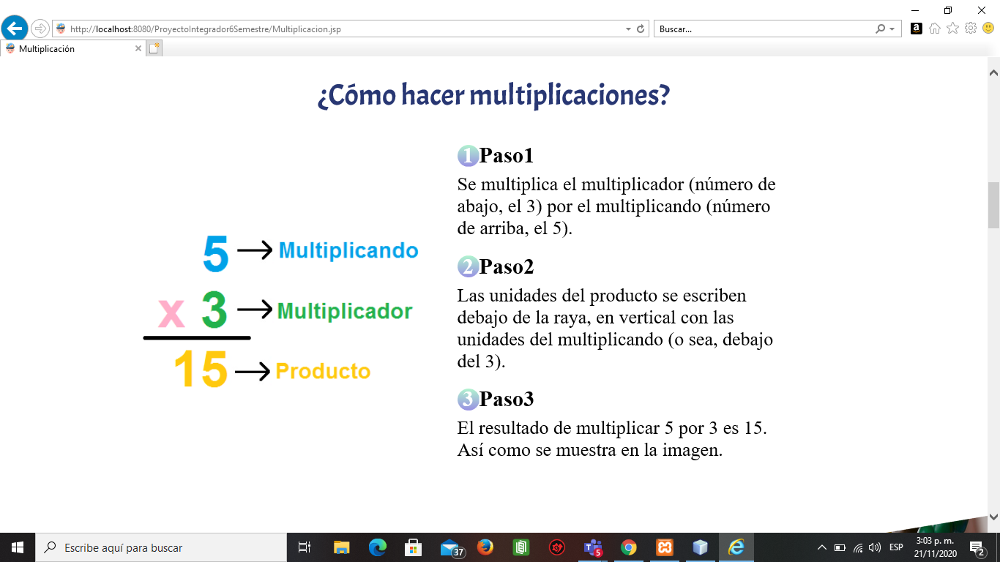 http://localhost:8080/ProyectoIntegrador6Semestre/Multiplicacion.jsp
Buscar...
a
Multiplicación
¿Cómo hacer multiplicaciones?
5 Multiplicando
x 3 Multiplicador
15 Producto
1 Paso1
Se multiplica el multiplicador (número de
abajo, el 3) por el multiplicando (número
de arriba, el 5).
2 Paso2
Las unidades del producto se escriben
debajo de la raya, en vertical con las
unidades del multiplicando (o sea, debajo
del 3).
3 Paso3
El resultado de multiplicar 5 por 3 es 15.
Así como se muestra en la imagen.
Escribe aquí para buscar
37
5
ESP
3:03 p. m.
21/11/2020
2